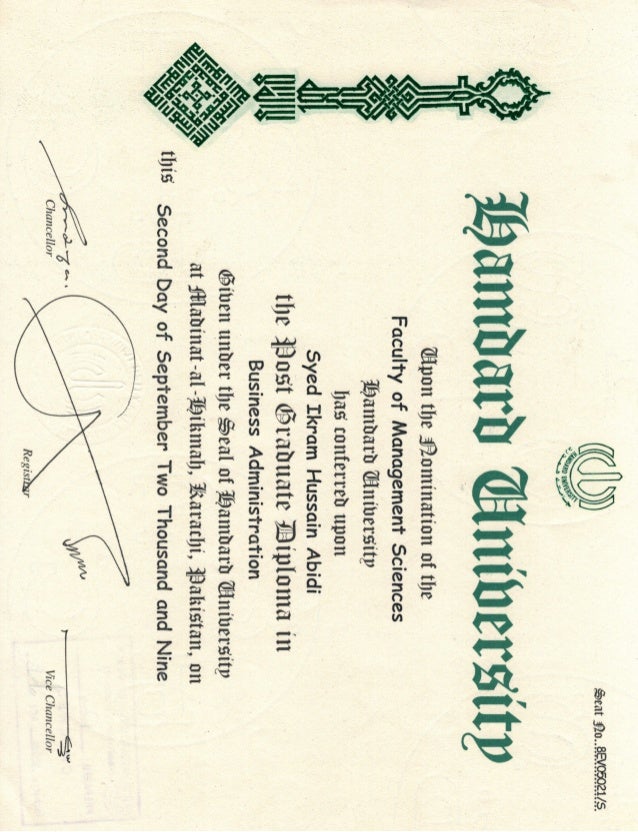 Seat No. 8EV05021/S.
Hamdard University
Upon the Nomination of the
Faculty of Management Sciences
Hamdard University
has conferred upon
Syed Ikram Hussain Abidi
the Post Graduate Diploma in
Business Administration
Given under the Seal of Hamdard University
at Madinat-al-Hikmah, Karachi, Pakistan, on
this Second Day of September Two Thousand and Nine
Chancellor
Registrar
Vice Chancellor